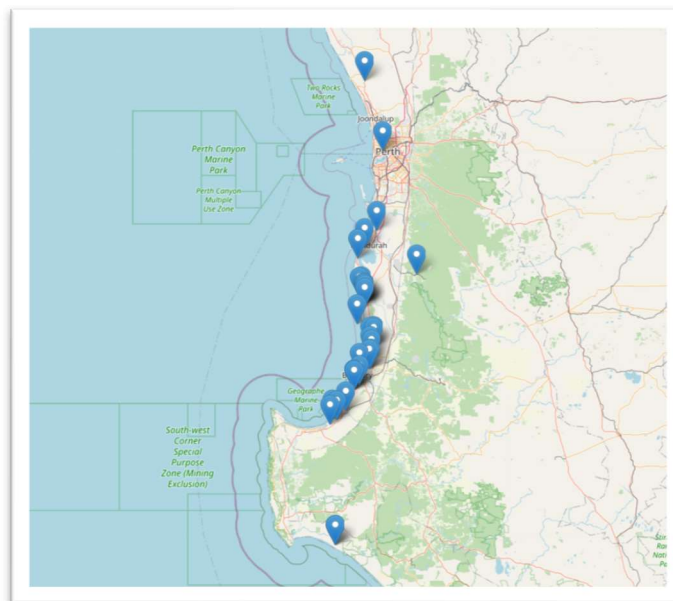 Two Rocks
Marine
Park
Joondalup
Perth Canyon
Marine
Park
Perth
Perth Canyon
Multiple
Use Zone
Geographe
Marine
Park
South-west
Corner
Special
Purpose
Zone (Mining
Exclusion)